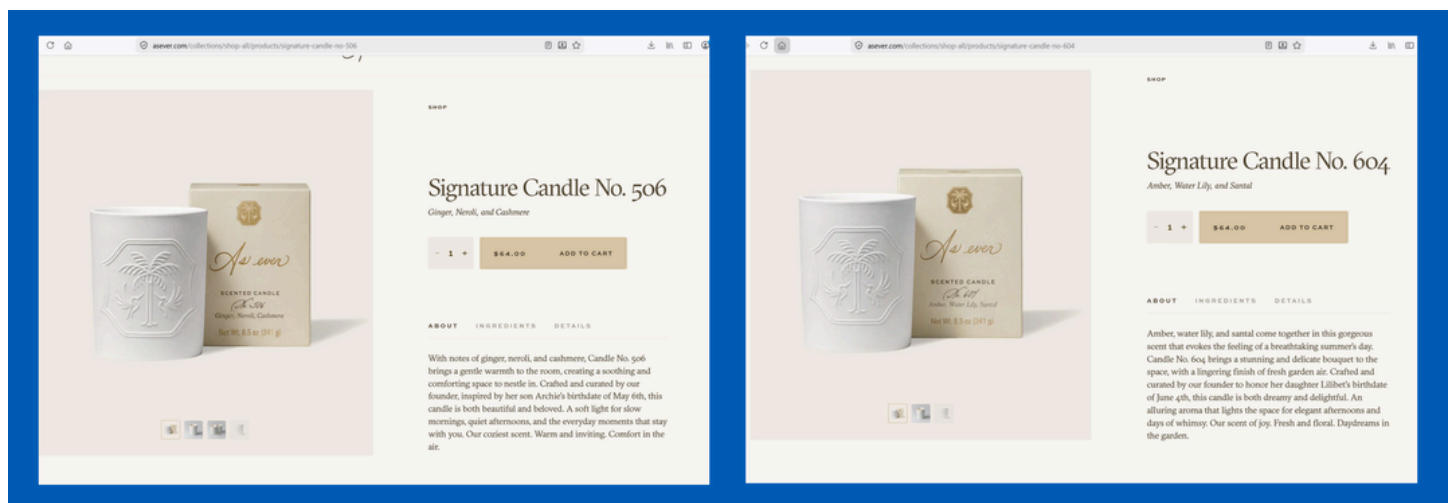 asever.com/collections/shop-all/products/signature-candle-no-506
SHOP
Signature Candle No. 506
Ginger, Neroli, and Cashmere
- 1 +
$64.00 ADD TO CART
As ever
SCENTED CANDLE
No. 506
Ginger, Neroli, Cashmere
Net Wt. 8.5 oz (241 g)
ABOUT INGREDIENTS DETAILS
With notes of ginger, neroli, and cashmere, Candle No. 506
brings a gentle warmth to the room, creating a soothing and
comforting space to nestle in. Crafted and curated by our
founder, inspired by her son Archie's birthdate of May 6th, this
candle is both beautiful and beloved. A soft light for slow
mornings, quiet afternoons, and the everyday moments that stay
with you. Our coziest scent. Warm and inviting. Comfort in the
air.
asever.com/collections/shop-all/products/signature-candle-no-604
SHOP
Signature Candle No. 604
Amber, Water Lily, and Santal
- 1 +
$64.00 ADD TO CART
As ever
SCENTED CANDLE
No. 604
Amber, Water Lily, Santal
Net Wt. 8.5 oz (241 g)
ABOUT INGREDIENTS DETAILS
Amber, water lily, and santal come together in this gorgeous
scent that evokes the feeling of a breathtaking summer's day.
Candle No. 604 brings a stunning and delicate bouquet to the
space, with a lingering finish of fresh garden air. Crafted and
curated by our founder to honor her daughter Lilibet's birthdate
of June 4th, this candle is both dreamy and delightful. An
alluring aroma that lights the space for elegant afternoons and
days of whimsy. Our scent of joy. Fresh and floral. Daydreams in
the garden.